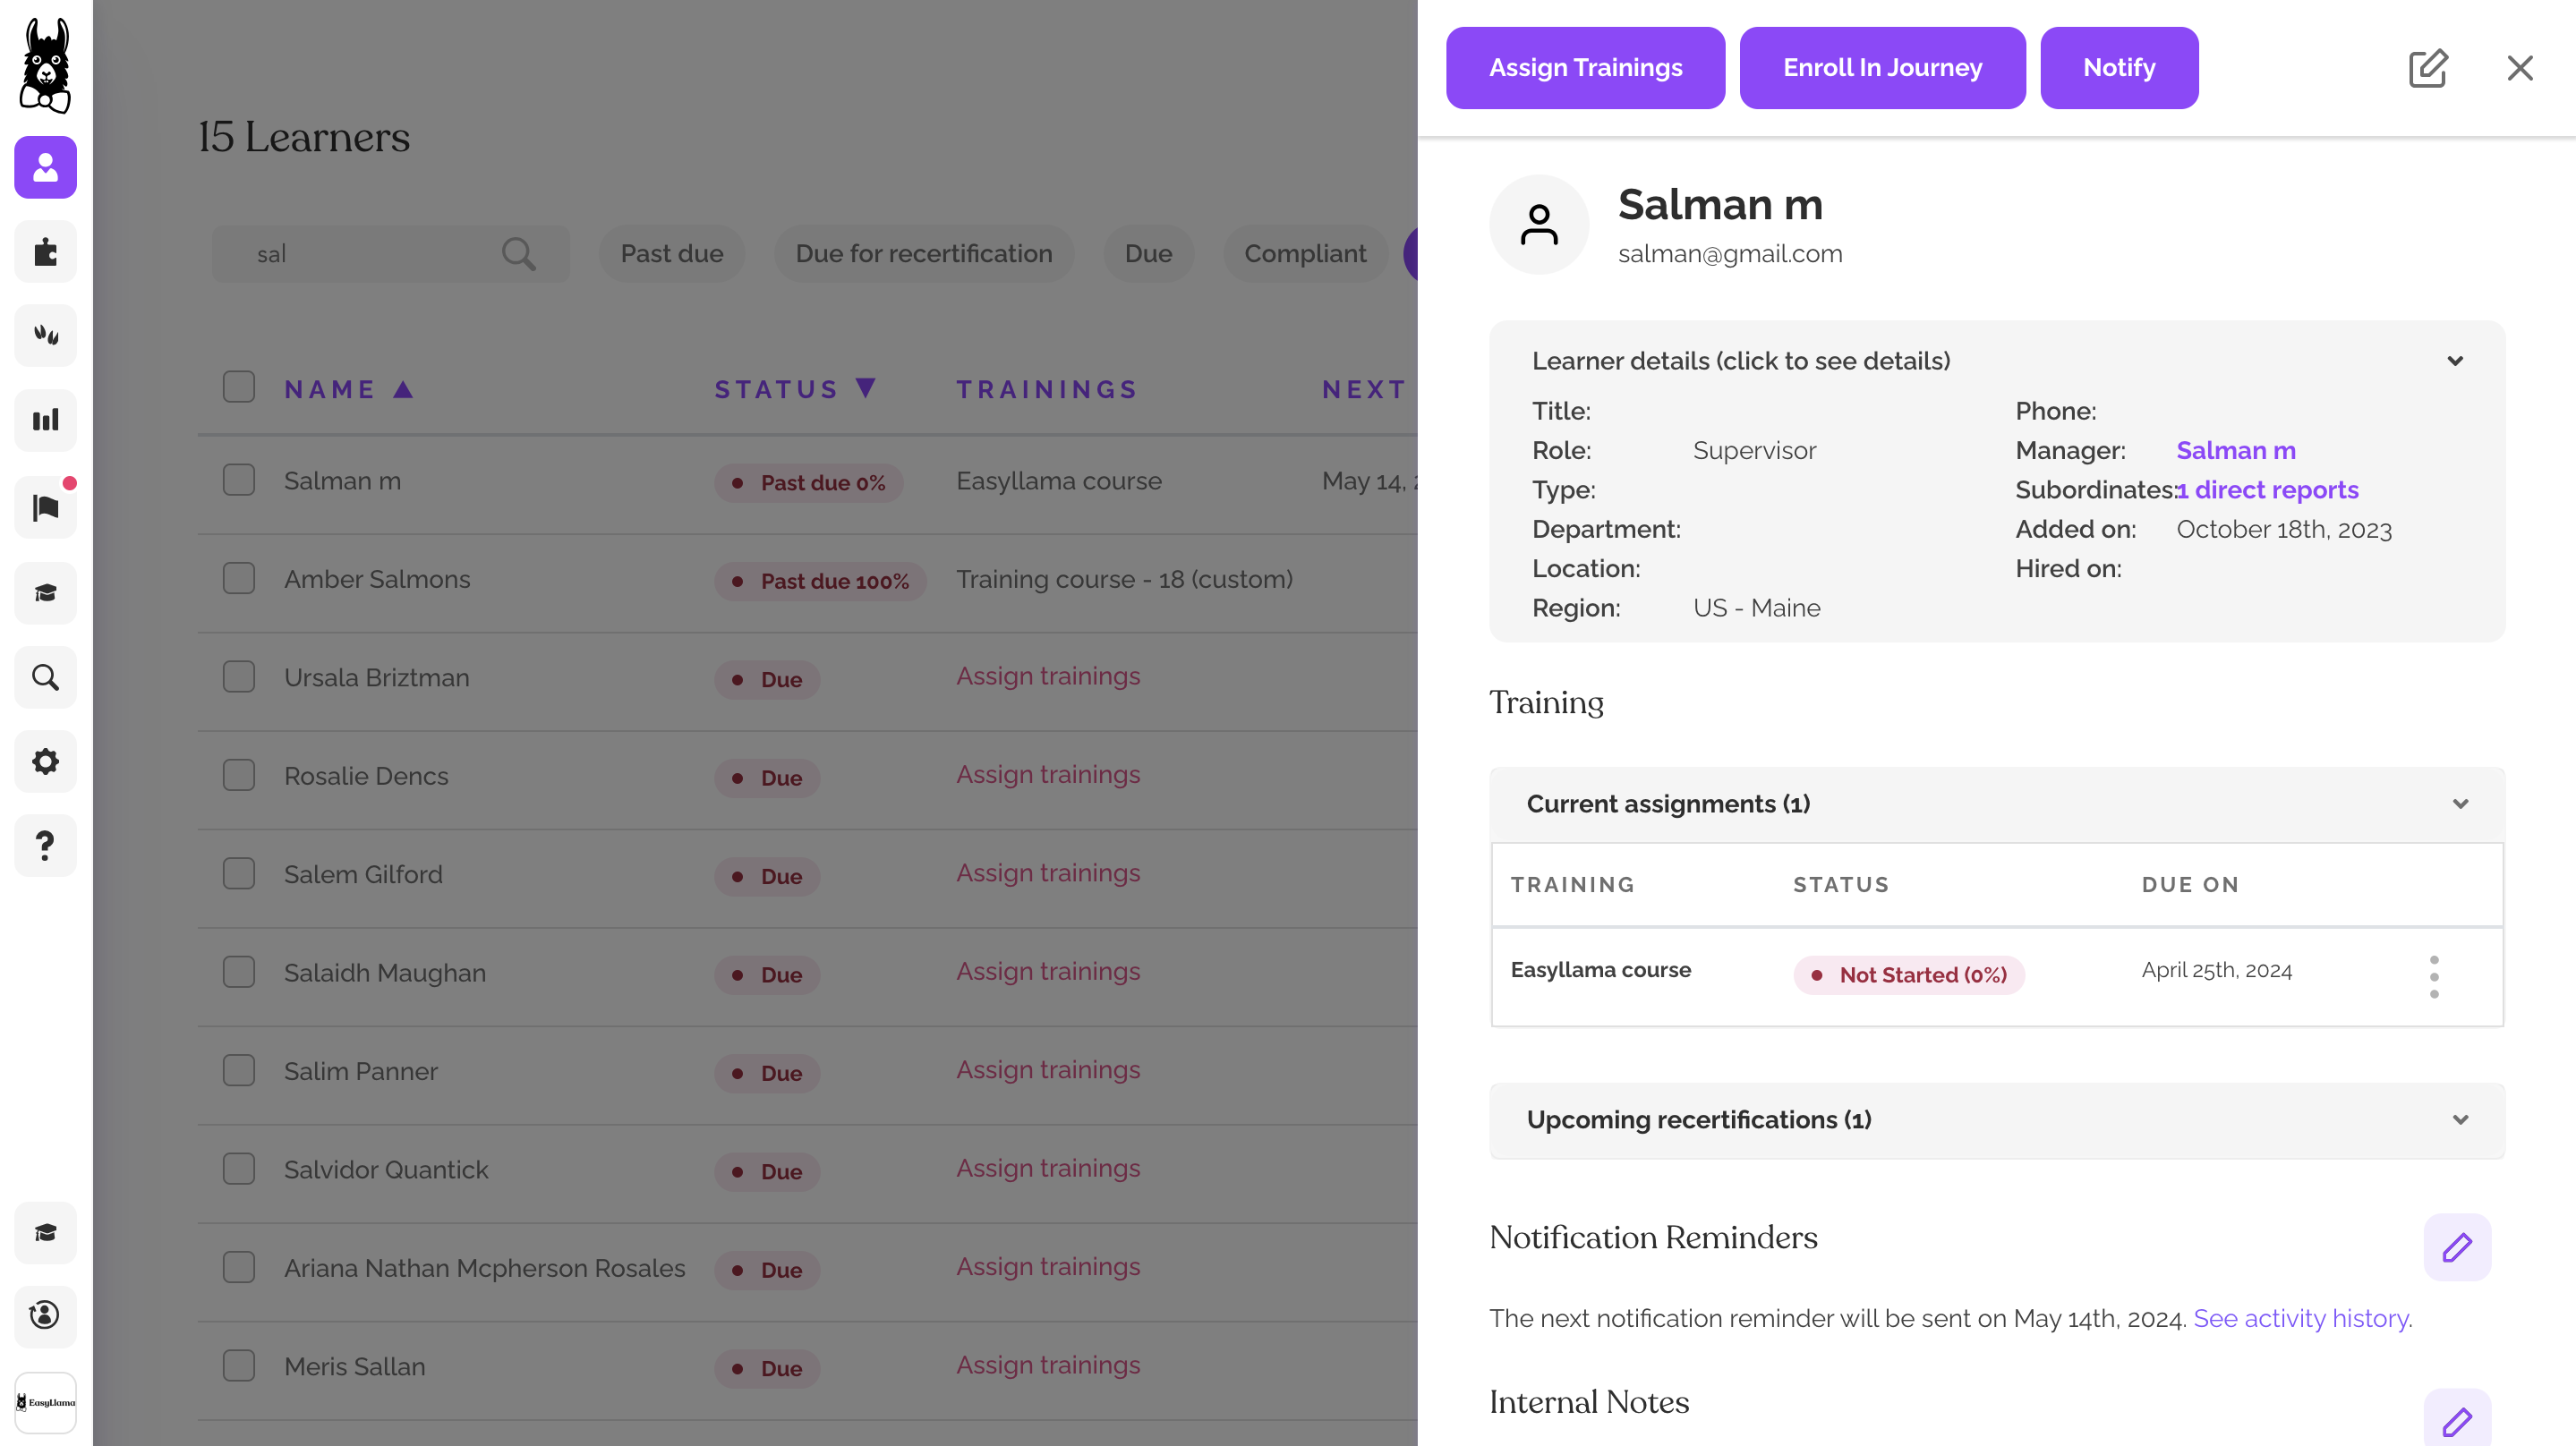 15 Learners
sal
Past due
Due for recertification
Due
Compliant
NAME ▲ STATUS ▼ TRAININGS NEXT
Salman m Past due 0% Easyllama course May 14,
Amber Salmons Past due 100% Training course - 18 (custom)
Ursala Briztman Due Assign trainings
Rosalie Dencs Due Assign trainings
Salem Gilford Due Assign trainings
Salaidh Maughan Due Assign trainings
Salim Panner Due Assign trainings
Salvidor Quantick Due Assign trainings
Ariana Nathan Mcpherson Rosales Due Assign trainings
Meris Sallan Due Assign trainings
EasyLlama
Assign Trainings
Enroll In Journey
Notify
Salman m
salman@gmail.com
Learner details (click to see details)
Title:
Role: Supervisor
Type:
Department:
Location:
Region: US - Maine
Phone:
Manager: Salman m
Subordinates: 1 direct reports
Added on: October 18th, 2023
Hired on:
Training
Current assignments (1)
TRAINING STATUS DUE ON
Easyllama course Not Started (0%) April 25th, 2024
Upcoming recertifications (1)
Notification Reminders
The next notification reminder will be sent on May 14th, 2024. See activity history.
Internal Notes